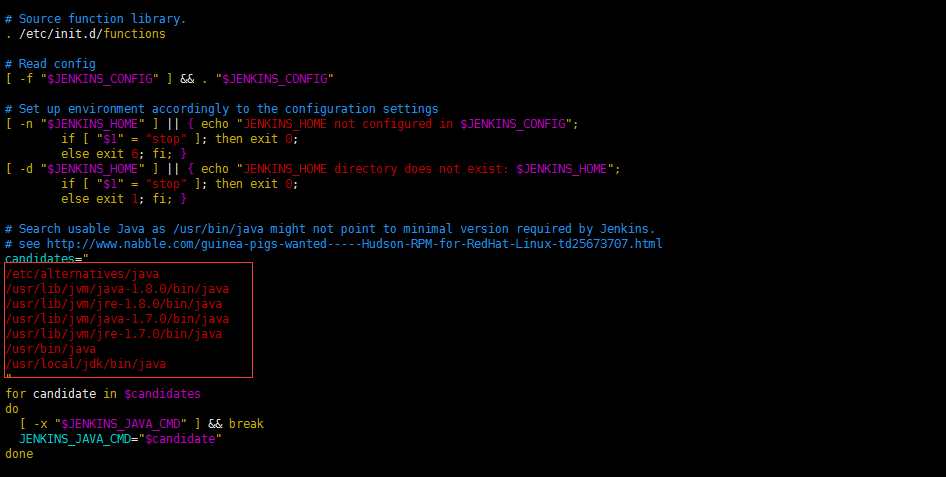 # Source function library.
. /etc/init.d/functions
# Read config
[ -f "$JENKINS_CONFIG" ] && . "$JENKINS_CONFIG"
# Set up environment accordingly to the configuration settings
[ -n "$JENKINS_HOME" ] || { echo "JENKINS_HOME not configured in $JENKINS_CONFIG";
        if [ "$1" = "stop" ]; then exit 0;
        else exit 6; fi; }
[ -d "$JENKINS_HOME" ] || { echo "JENKINS_HOME directory does not exist: $JENKINS_HOME";
        if [ "$1" = "stop" ]; then exit 0;
        else exit 1; fi; }
# Search usable Java as /usr/bin/java might not point to minimal version required by Jenkins.
# see http://www.nabble.com/guinea-pigs-wanted-----Hudson-RPM-for-RedHat-Linux-td25673707.html
candidates="
/etc/alternatives/java
/usr/lib/jvm/java-1.8.0/bin/java
/usr/lib/jvm/jre-1.8.0/bin/java
/usr/lib/jvm/java-1.7.0/bin/java
/usr/lib/jvm/jre-1.7.0/bin/java
/usr/bin/java
/usr/local/jdk/bin/java
"
for candidate in $candidates
do
  [ -x "$JENKINS_JAVA_CMD" ] && break
  JENKINS_JAVA_CMD="$candidate"
done